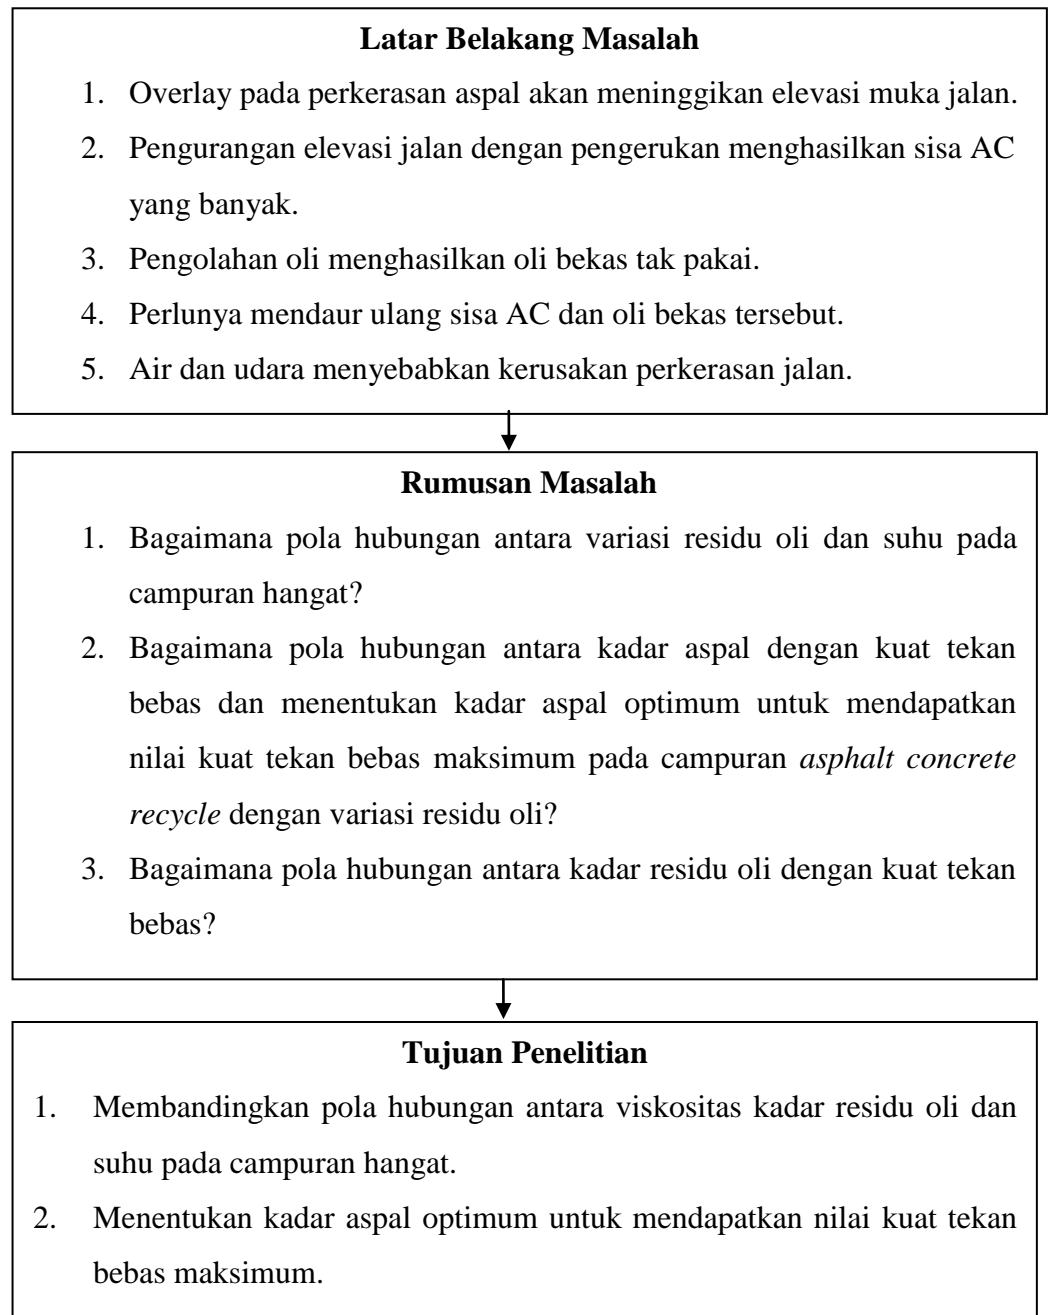 Latar Belakang Masalah
1. Overlay pada perkerasan aspal akan meninggikan elevasi muka jalan.
2. Pengurangan elevasi jalan dengan pengerukan menghasilkan sisa AC
yang banyak.
3. Pengolahan oli menghasilkan oli bekas tak pakai.
4. Perlunya mendaur ulang sisa AC dan oli bekas tersebut.
5. Air dan udara menyebabkan kerusakan perkerasan jalan.
Rumusan Masalah
1. Bagaimana pola hubungan antara variasi residu oli dan suhu pada
campuran hangat?
2. Bagaimana pola hubungan antara kadar aspal dengan kuat tekan
bebas dan menentukan kadar aspal optimum untuk mendapatkan
nilai kuat tekan bebas maksimum pada campuran asphalt concrete
recycle dengan variasi residu oli?
3. Bagaimana pola hubungan antara kadar residu oli dengan kuat tekan
bebas?
Tujuan Penelitian
1. Membandingkan pola hubungan antara viskositas kadar residu oli dan
suhu pada campuran hangat.
2. Menentukan kadar aspal optimum untuk mendapatkan nilai kuat tekan
bebas maksimum.